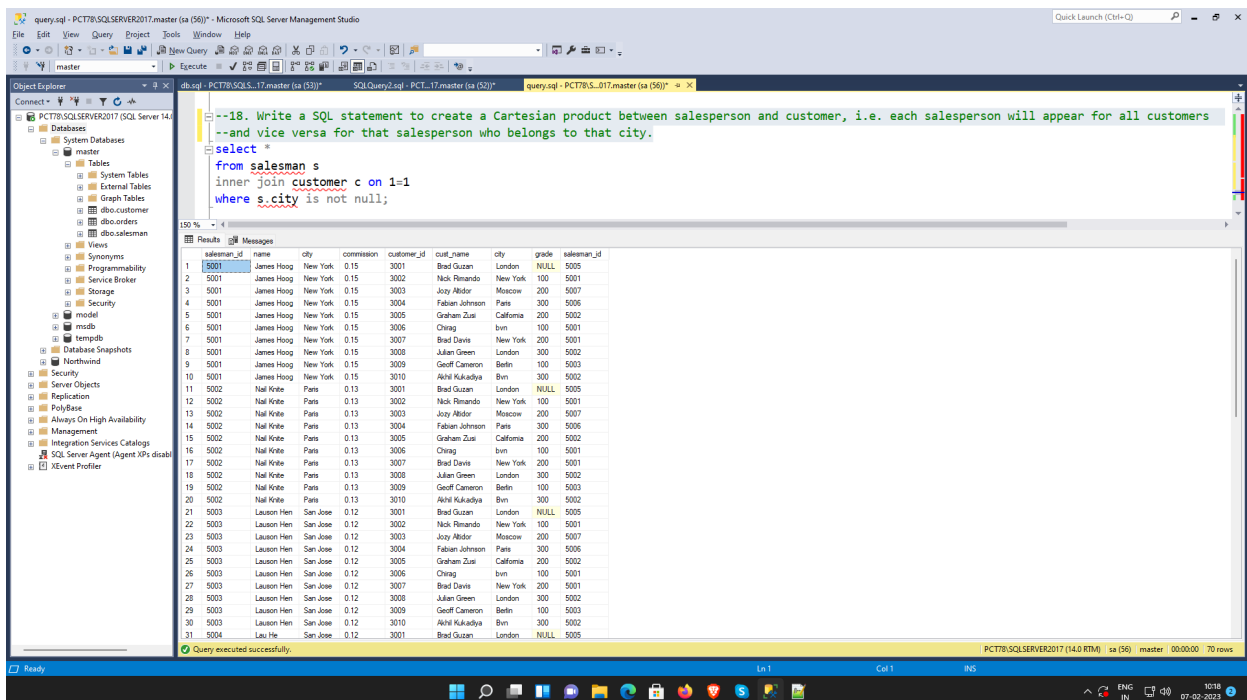 query.sql - PCT78\SQLSERVER2017.master (sa (56))* - Microsoft SQL Server Management Studio
Quick Launch (Ctrl+Q)
File Edit View Query Project Tools Window Help
New Query
master Execute
Object Explorer
db.sql - PCT78\SQLS...17.master (sa (53))* SQLQuery2.sql - PCT...17.master (sa (52))* query.sql - PCT78\S...017.master (sa (56))*
Connect
PCT78\SQLSERVER2017 (SQL Server 14.0
Databases
System Databases
master
Tables
System Tables
External Tables
Graph Tables
dbo.customer
dbo.orders
dbo.salesman
Views
Synonyms
Programmability
Service Broker
Storage
Security
model
msdb
tempdb
Database Snapshots
Northwind
Security
Server Objects
Replication
PolyBase
Always On High Availability
Management
Integration Services Catalogs
SQL Server Agent (Agent XPs disabl
XEvent Profiler
--18. Write a SQL statement to create a Cartesian product between salesperson and customer, i.e. each salesperson will appear for all customers
--and vice versa for that salesperson who belongs to that city.
select *
from salesman s
inner join customer c on 1=1
where s.city is not null;
150 %
Results Messages
salesman_id name city commission customer_id cust_name city grade salesman_id
1 5001 James Hoog New York 0.15 3001 Brad Guzan London NULL 5005
2 5001 James Hoog New York 0.15 3002 Nick Rimando New York 100 5001
3 5001 James Hoog New York 0.15 3003 Jozy Altidor Moscow 200 5007
4 5001 James Hoog New York 0.15 3004 Fabian Johnson Paris 300 5006
5 5001 James Hoog New York 0.15 3005 Graham Zusi California 200 5002
6 5001 James Hoog New York 0.15 3006 Chirag bvn 100 5001
7 5001 James Hoog New York 0.15 3007 Brad Davis New York 200 5001
8 5001 James Hoog New York 0.15 3008 Julian Green London 300 5002
9 5001 James Hoog New York 0.15 3009 Geoff Cameron Berlin 100 5003
10 5001 James Hoog New York 0.15 3010 Akhil Kukadiya Bvn 300 5002
11 5002 Nail Knite Paris 0.13 3001 Brad Guzan London NULL 5005
12 5002 Nail Knite Paris 0.13 3002 Nick Rimando New York 100 5001
13 5002 Nail Knite Paris 0.13 3003 Jozy Altidor Moscow 200 5007
14 5002 Nail Knite Paris 0.13 3004 Fabian Johnson Paris 300 5006
15 5002 Nail Knite Paris 0.13 3005 Graham Zusi California 200 5002
16 5002 Nail Knite Paris 0.13 3006 Chirag bvn 100 5001
17 5002 Nail Knite Paris 0.13 3007 Brad Davis New York 200 5001
18 5002 Nail Knite Paris 0.13 3008 Julian Green London 300 5002
19 5002 Nail Knite Paris 0.13 3009 Geoff Cameron Berlin 100 5003
20 5002 Nail Knite Paris 0.13 3010 Akhil Kukadiya Bvn 300 5002
21 5003 Lauson Hen San Jose 0.12 3001 Brad Guzan London NULL 5005
22 5003 Lauson Hen San Jose 0.12 3002 Nick Rimando New York 100 5001
23 5003 Lauson Hen San Jose 0.12 3003 Jozy Altidor Moscow 200 5007
24 5003 Lauson Hen San Jose 0.12 3004 Fabian Johnson Paris 300 5006
25 5003 Lauson Hen San Jose 0.12 3005 Graham Zusi California 200 5002
26 5003 Lauson Hen San Jose 0.12 3006 Chirag bvn 100 5001
27 5003 Lauson Hen San Jose 0.12 3007 Brad Davis New York 200 5001
28 5003 Lauson Hen San Jose 0.12 3008 Julian Green London 300 5002
29 5003 Lauson Hen San Jose 0.12 3009 Geoff Cameron Berlin 100 5003
30 5003 Lauson Hen San Jose 0.12 3010 Akhil Kukadiya Bvn 300 5002
31 5004 Lau He San Jose 0.12 3001 Brad Guzan London NULL 5005
Query executed successfully.
PCT78\SQLSERVER2017 (14.0 RTM) sa (56) master 00:00:00 70 rows
Ready Ln 1 Col 1 INS
ENG
IN
10:18
07-02-2023
2